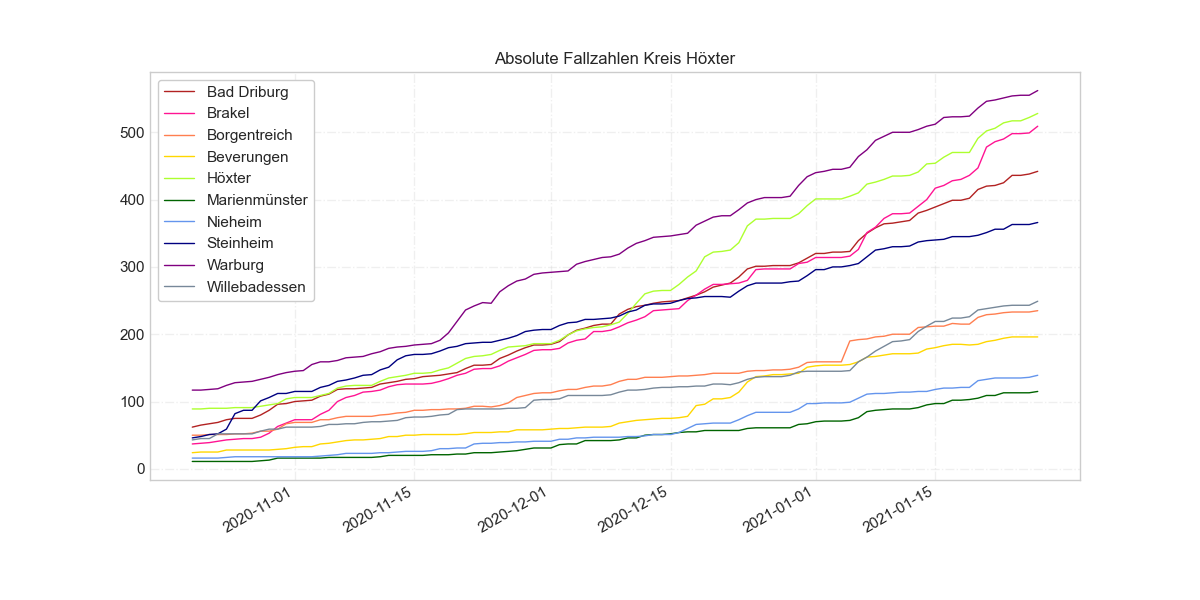 Absolute Fallzahlen Kreis Höxter
Bad Driburg
Brakel
Borgentreich
Beverungen
Höxter
Marienmünster
Nieheim
Steinheim
Warburg
Willebadessen
500
400
300
200
100
0
2020-11-01
2020-11-15
2020-12-01
2020-12-15
2021-01-01
2021-01-15